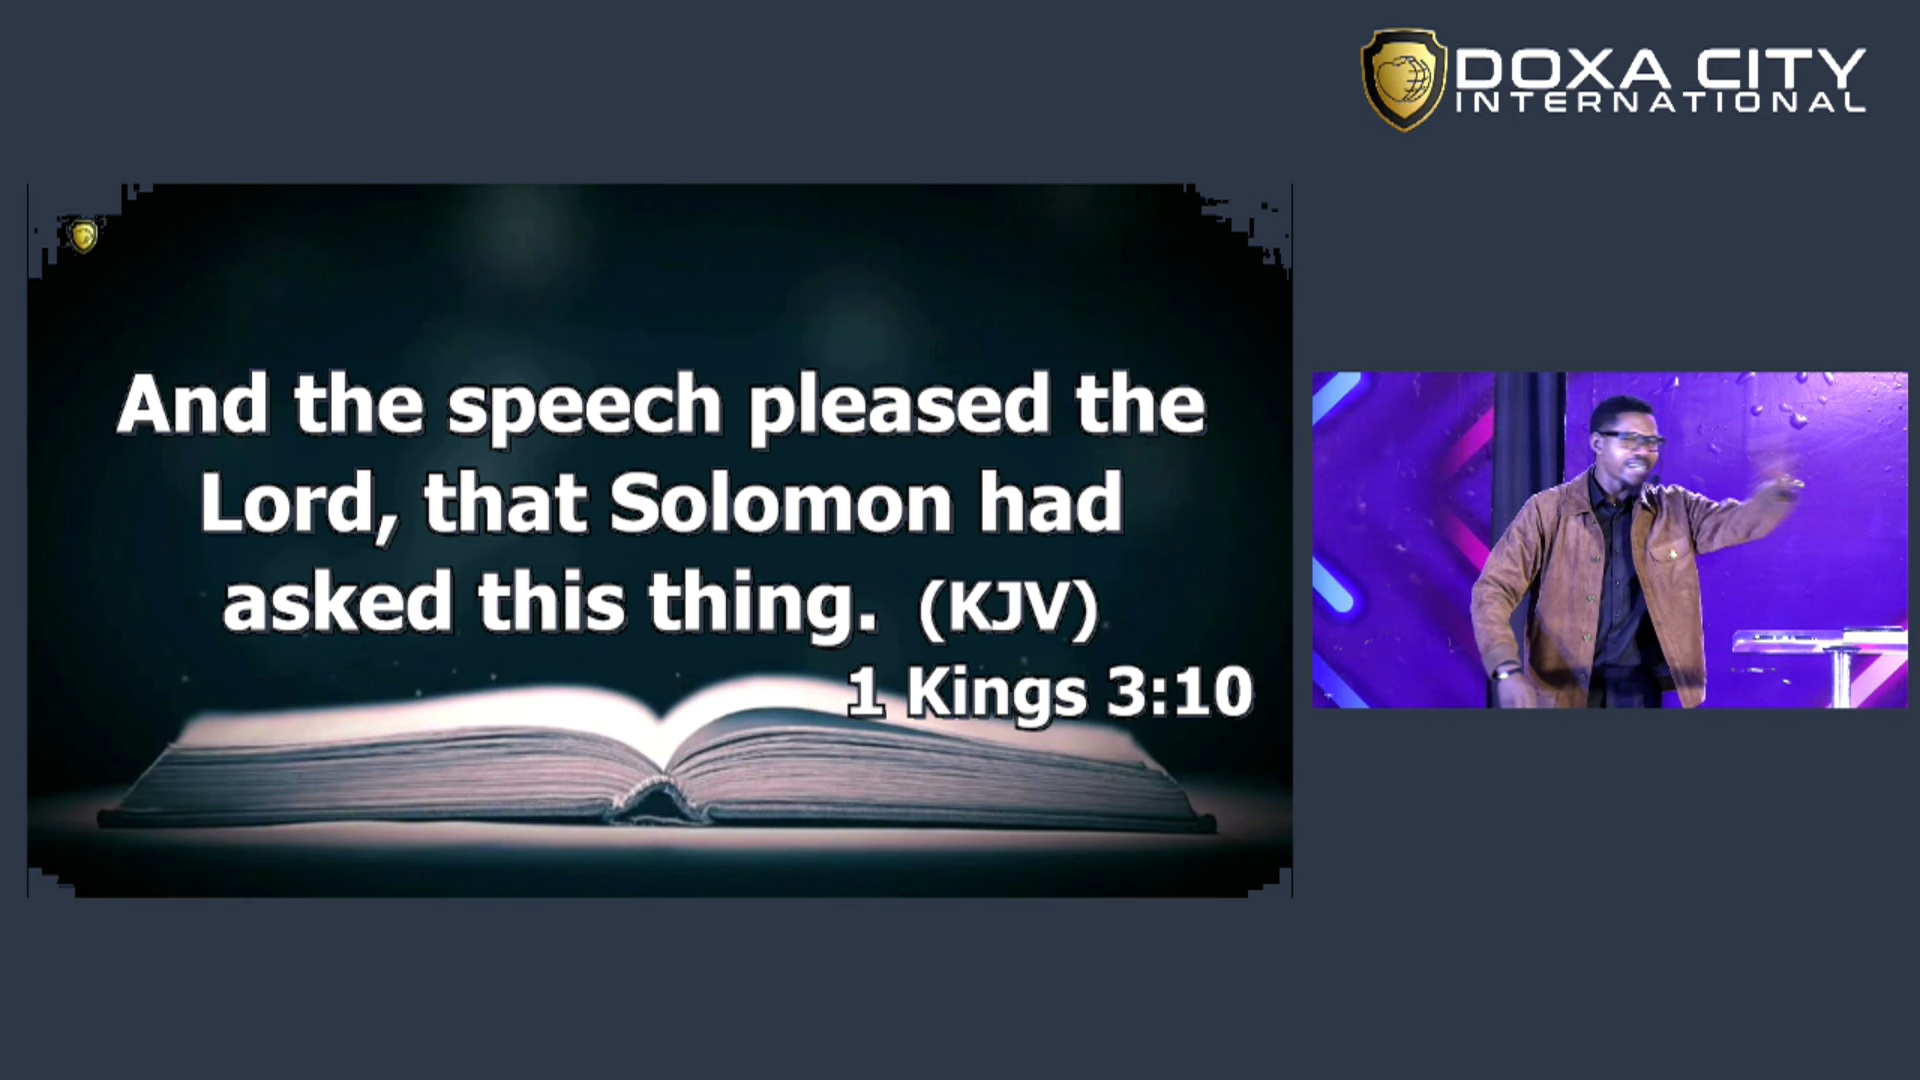 DOXA CITY
INTERNATIONAL
And the speech pleased the
Lord, that Solomon had
asked this thing. (KJV)
1 Kings 3:10